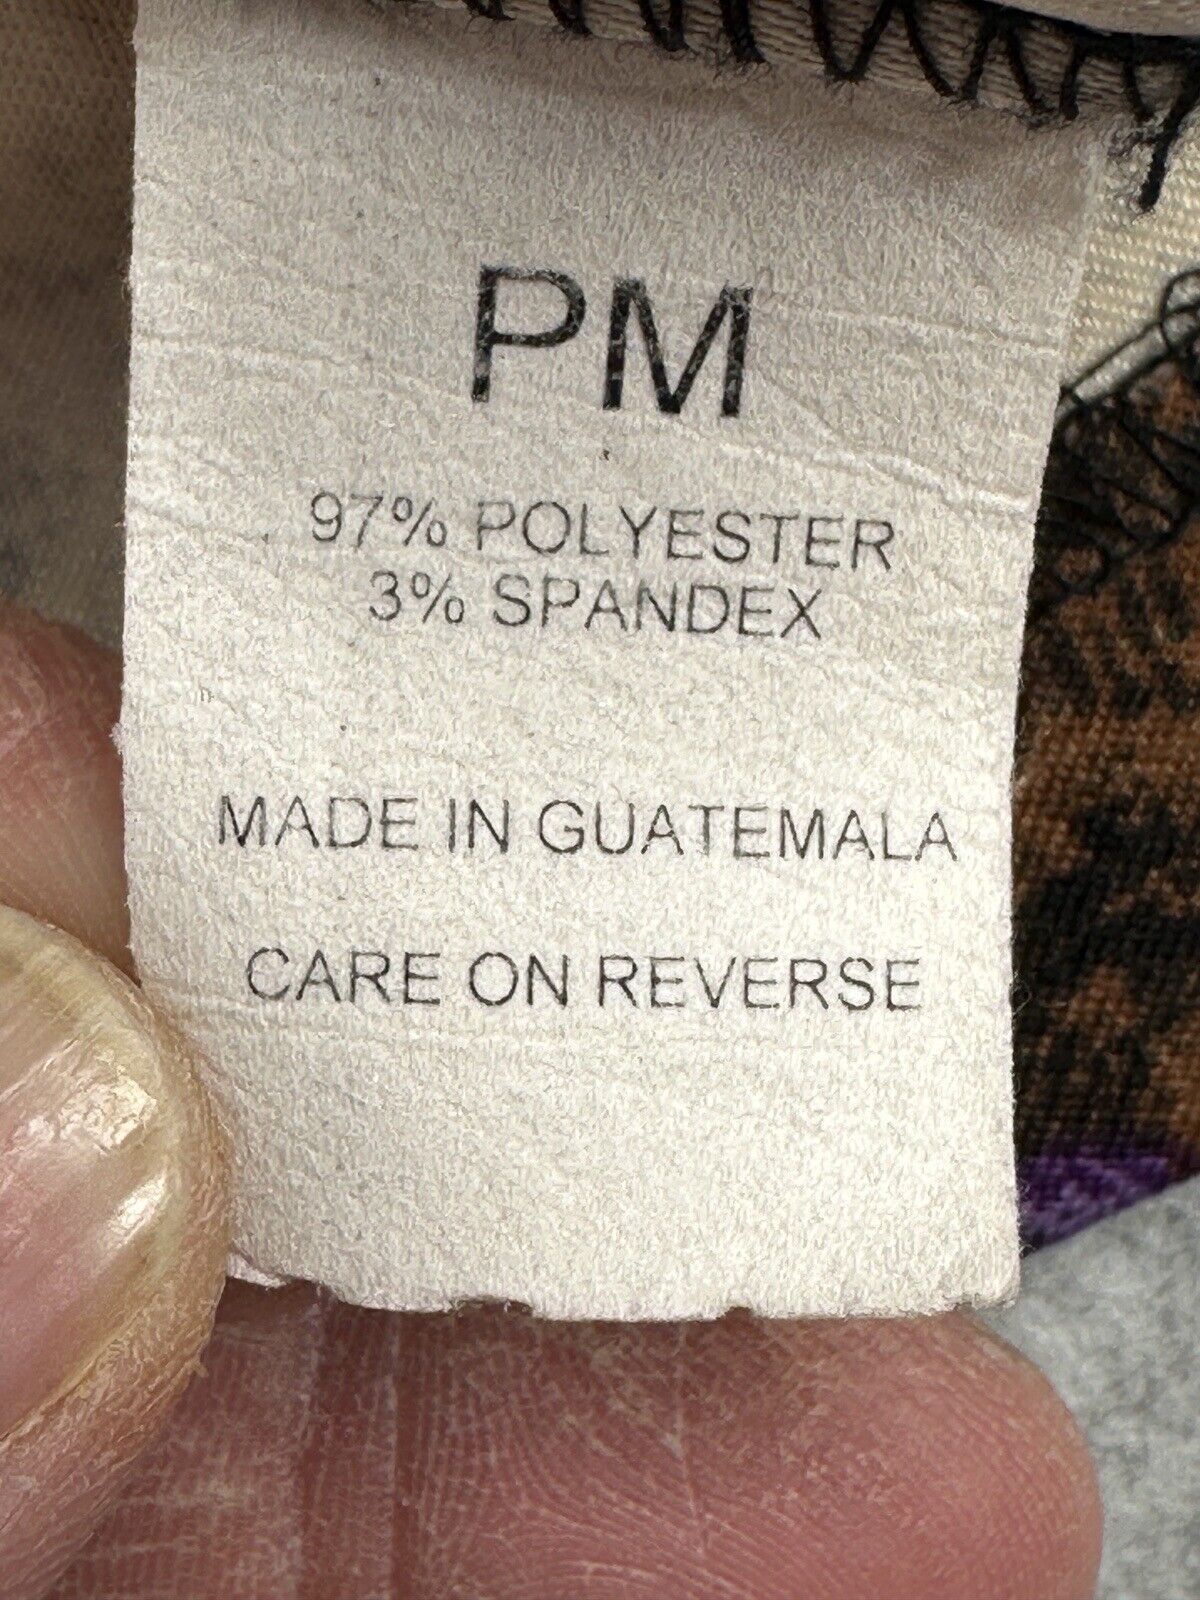 PM
97% POLYESTER
3% SPANDEX
MADE IN GUATEMALA
CARE ON REVERSE